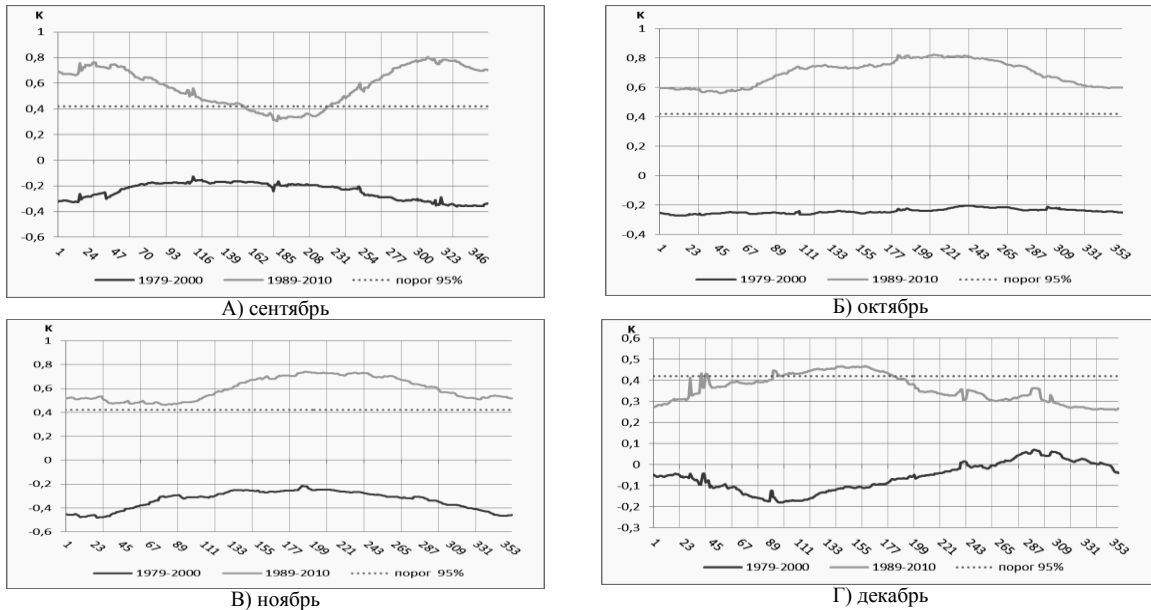 К
1
0,8
0,6
0,4
0,2
0
-0,2
-0,4
-0,6
1 24 47 70 93 116 139 162 185 208 231 254 277 300 323 346
1979-2000 1989-2010 порог 95%
А) сентябрь
К
1
0,8
0,6
0,4
0,2
0
-0,2
-0,4
1 23 45 67 89 111 133 155 177 199 221 243 265 287 309 331 353
1979-2000 1989-2010 порог 95%
Б) октябрь
К
1
0,8
0,6
0,4
0,2
0
-0,2
-0,4
-0,6
1 23 45 67 89 111 133 155 177 199 221 243 265 287 309 331 353
1979-2000 1989-2010 порог 95%
В) ноябрь
К
0,6
0,5
0,4
0,3
0,2
0,1
0
-0,1
-0,2
-0,3
1 23 45 67 89 111 133 155 177 199 221 243 265 287 309 331 353
1979-2000 1989-2010 порог 95%
Г) декабрь